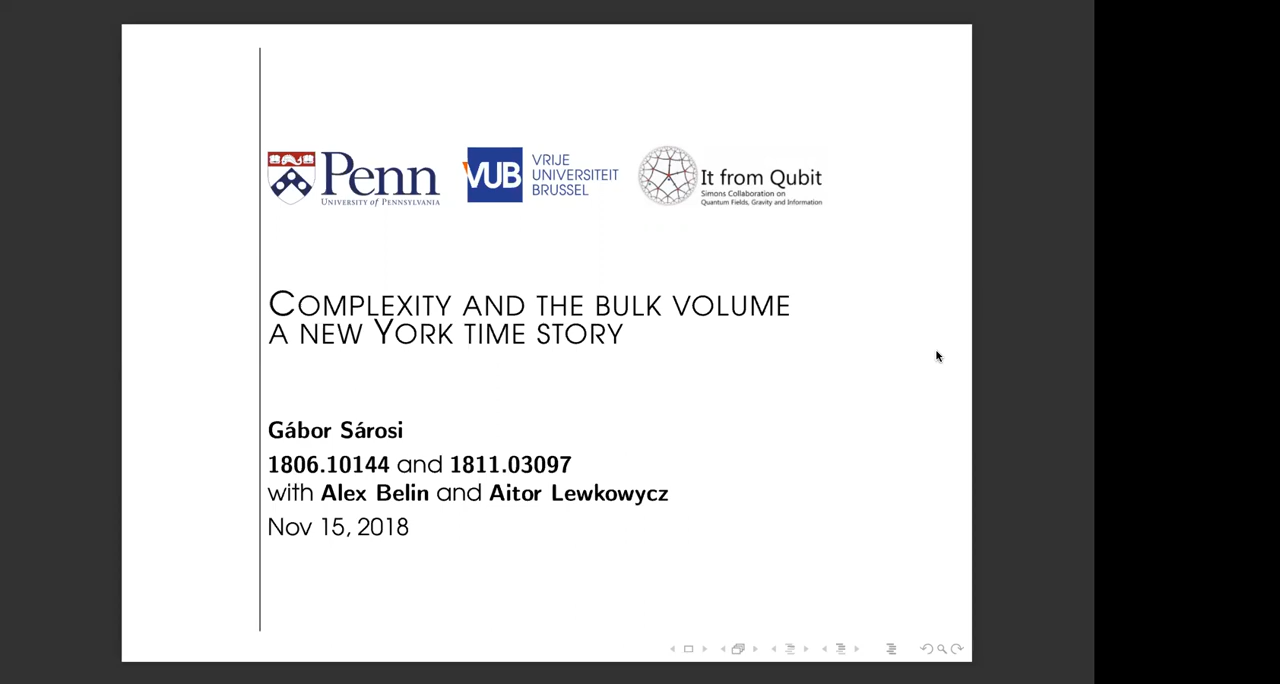 Penn
UNIVERSITY of PENNSYLVANIA
VUB
VRIJE
UNIVERSITEIT
BRUSSEL
It from Qubit
Simons Collaboration on
Quantum Fields, Gravity and Information
COMPLEXITY AND THE BULK VOLUME
A NEW YORK TIME STORY
Gábor Sárosi
1806.10144 and 1811.03097
with Alex Belin and Aitor Lewkowycz
Nov 15, 2018